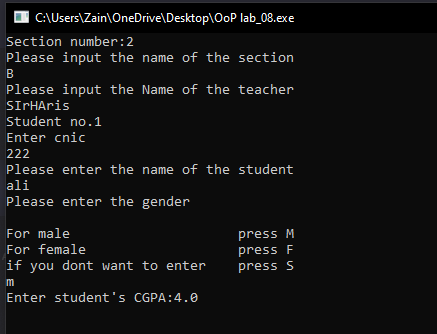 C:\Users\Zain\OneDrive\Desktop\OoP lab_08.exe
Section number:2
Please input the name of the section
B
Please input the Name of the teacher
SIrHAris
Student no.1
Enter cnic
222
Please enter the name of the student
ali
Please enter the gender
For male press M
For female press F
if you dont want to enter press S
m
Enter student's CGPA:4.0